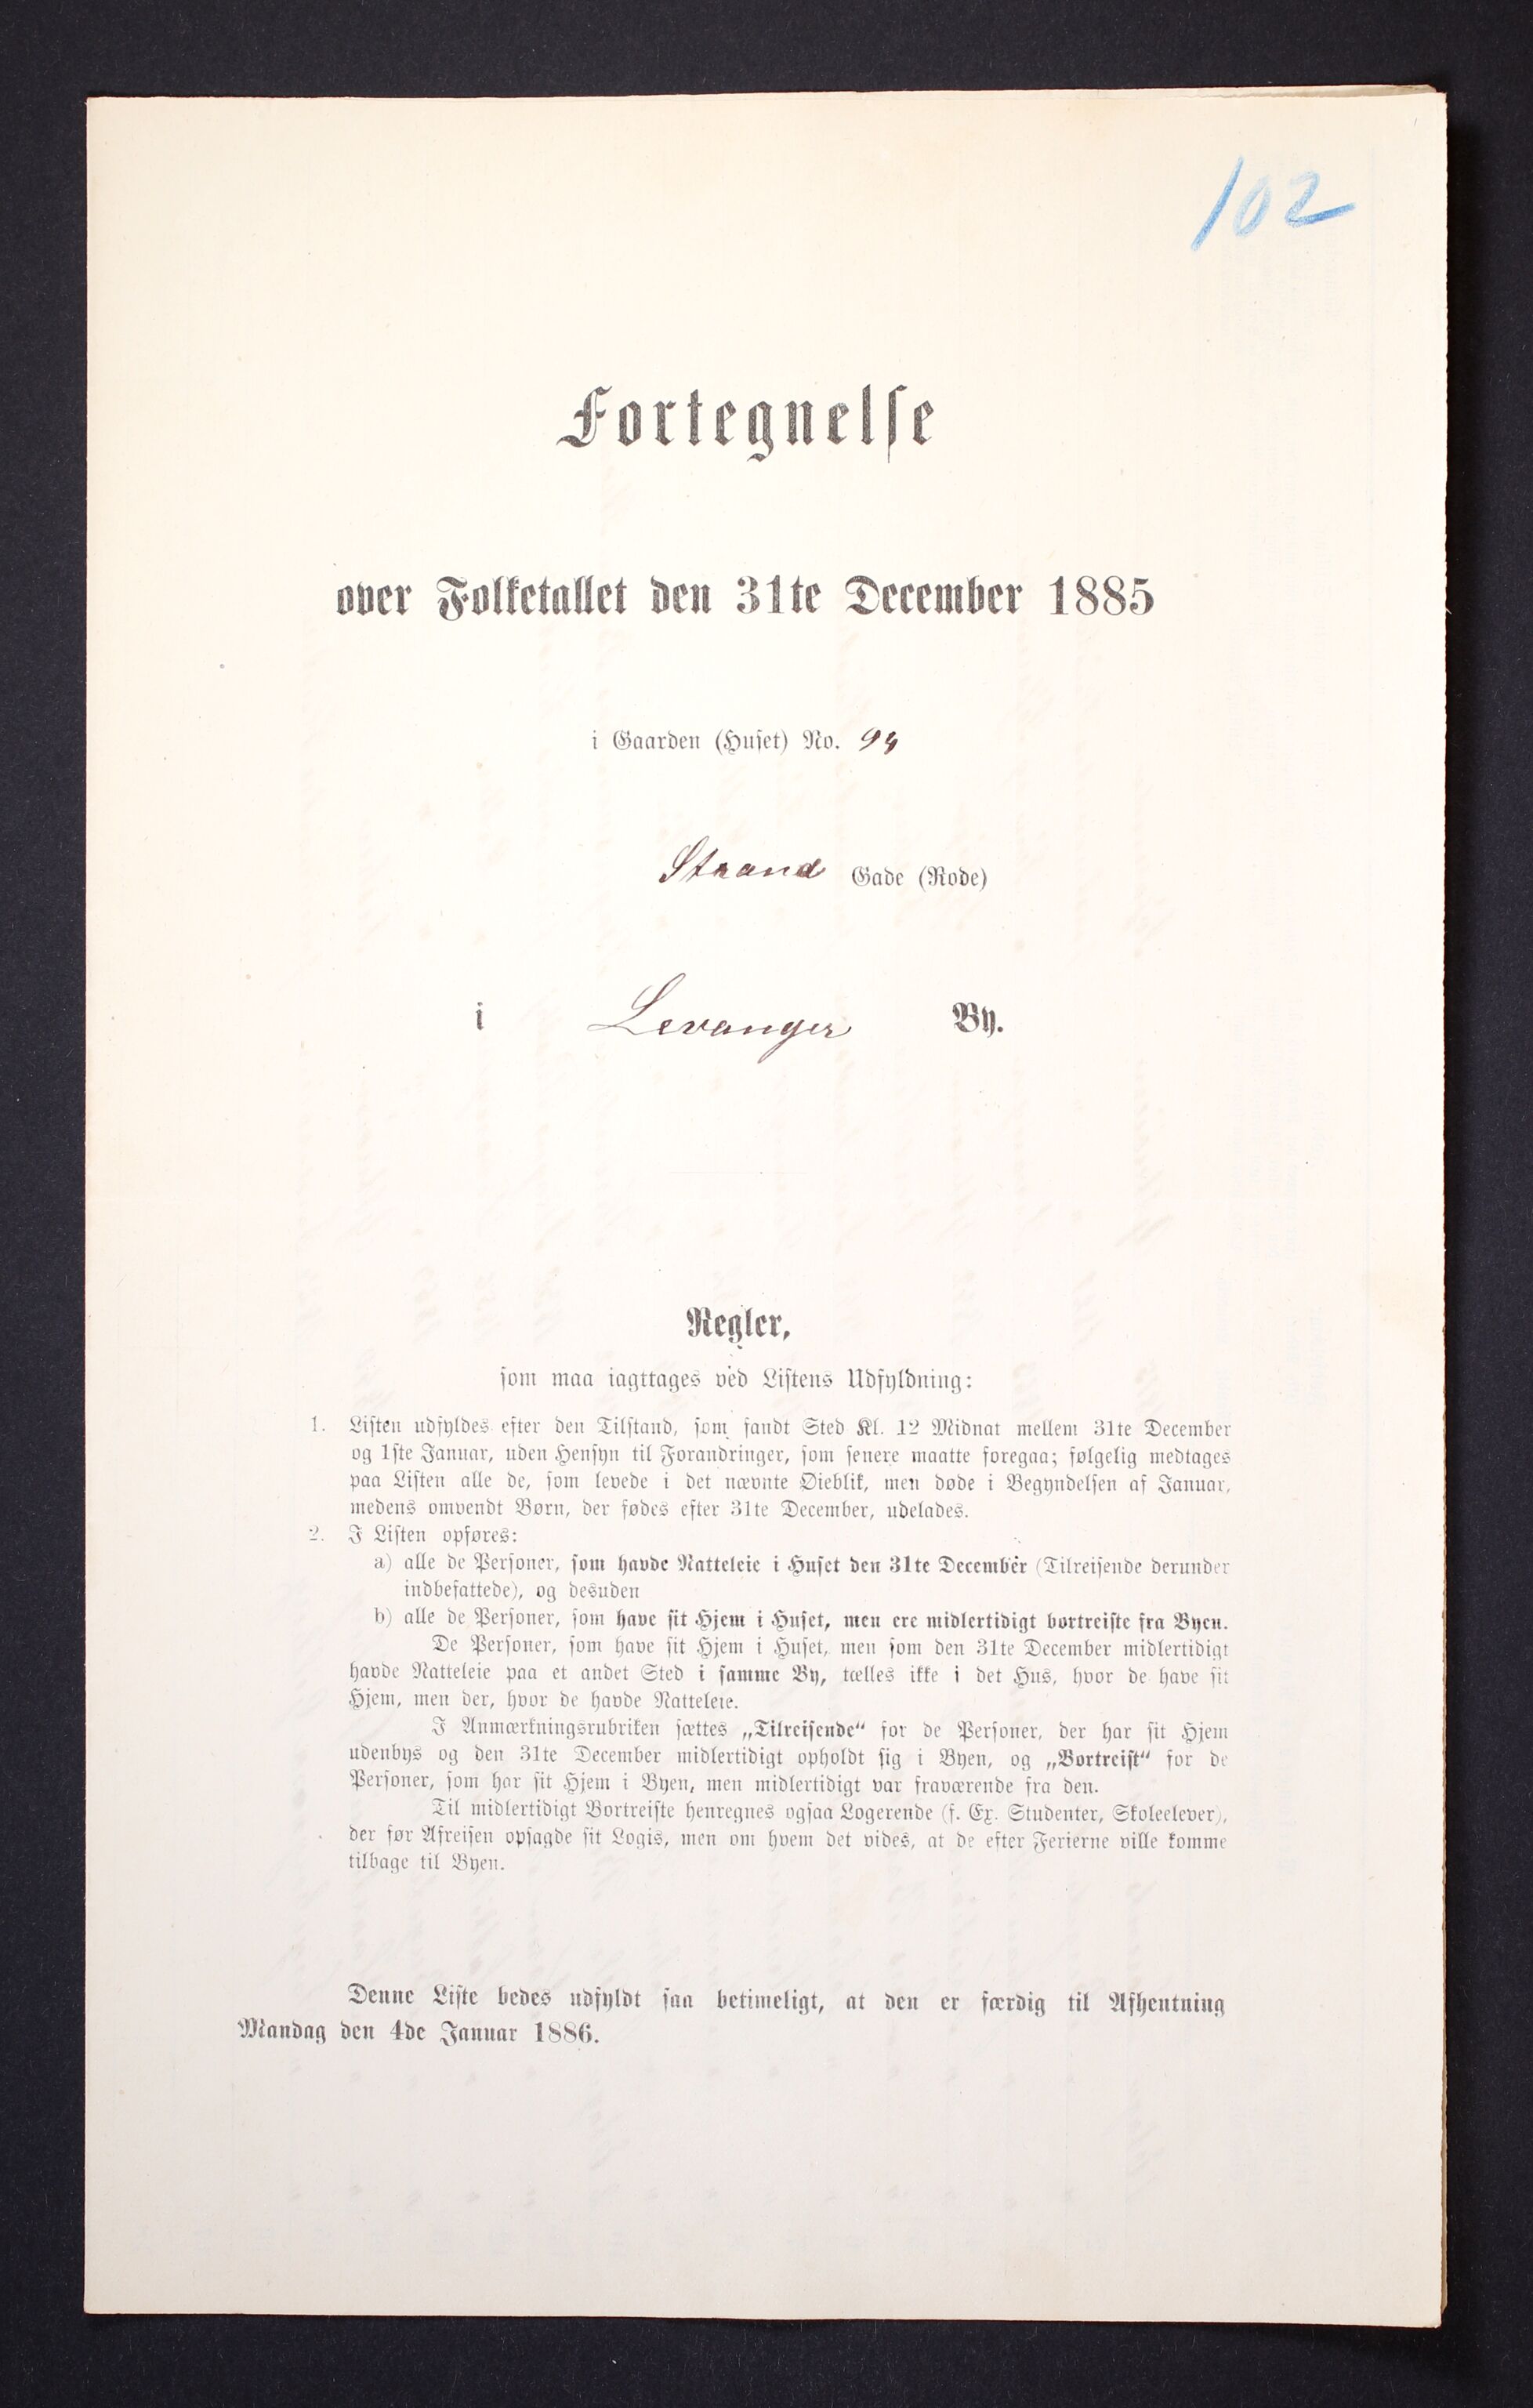 102
Fortegnelse
over Folketallet den 31te December 1885
i Gaarden (Huset) No. 94
Strand Gade (Rode)
i Levanger By.
Regler,
som maa iagttages ved Listens Udfyldning:
1. Listen udfyldes efter den Tilstand, som fandt Sted Kl. 12 Midnat mellem 31te December
og 1ste Januar, uden Hensyn til Forandringer, som senere maatte foregaa; følgelig medtages
paa Listen alle de, som levede i det nævnte Øieblik, men døde i Begyndelsen af Januar,
medens omvendt Børn, der fødes efter 31te December, udelades.
2. I Listen opføres:
a) alle de Personer, som havde Natteleie i Huset den 31te December (Tilreisende derunder
indbefattede), og desuden
b) alle de Personer, som have sit Hjem i Huset, men ere midlertidigt bortreiste fra Byen.
De Personer, som have sit Hjem i Huset, men som den 31te December midlertidigt
havde Natteleie paa et andet Sted i samme By, tælles ikke i det Hus, hvor de have sit
Hjem, men der, hvor de havde Natteleie.
I Anmærkningsrubriken sættes „Tilreisende“ for de Personer, der har sit Hjem
udenbys og den 31te December midlertidigt opholdt sig i Byen, og „Bortreist“ for de
Personer, som har sit Hjem i Byen, men midlertidigt var fraværende fra den.
Til midlertidigt Bortreiste henregnes ogsaa Logerende (f. Ex. Studenter, Skoleelever),
der før Afreisen opsagde sit Logis, men om hvem det vides, at de efter Ferierne ville komme
tilbage til Byen.
Denne Liste bedes udfyldt saa betimeligt, at den er færdig til Afhentning
Mandag den 4de Januar 1886.